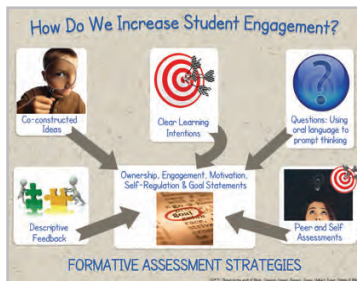 How Do We Increase Student Engagement?
Co-constructed
Ideas
Clear Learning
Intentions
Questions: Using
oral language to
prompt thinking
Ownership, Engagement, Motivation,
Self-Regulation & Goal Statements
Goal
Descriptive
Feedback
Peer and Self
Assessments
FORMATIVE ASSESSMENT STRATEGIES